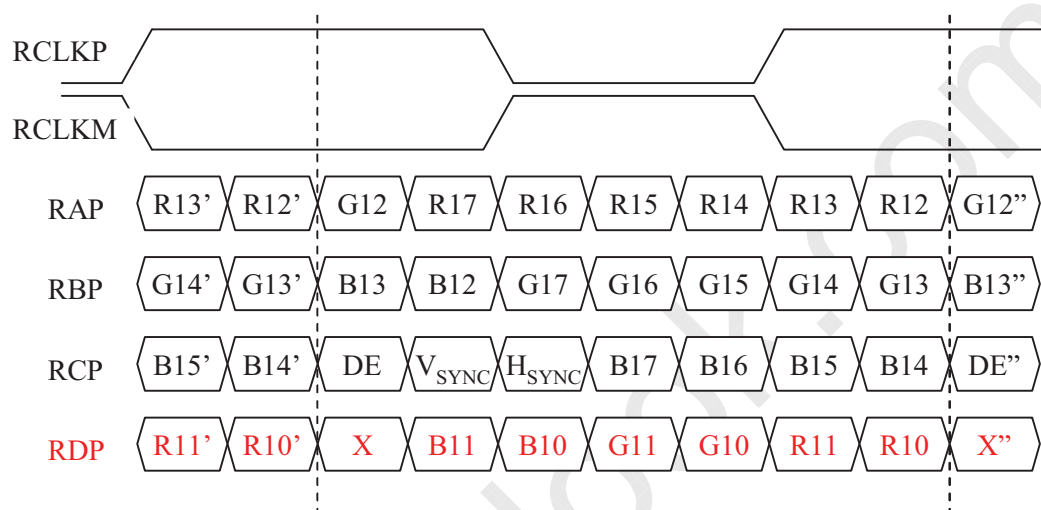 RCLKP
RCLKM
RAP R13’ R12’ G12 R17 R16 R15 R14 R13 R12 G12”
RBP G14’ G13’ B13 B12 G17 G16 G15 G14 G13 B13”
RCP B15’ B14’ DE VSYNC HSYNC B17 B16 B15 B14 DE”
RDP R11’ R10’ X B11 B10 G11 G10 R11 R10 X”